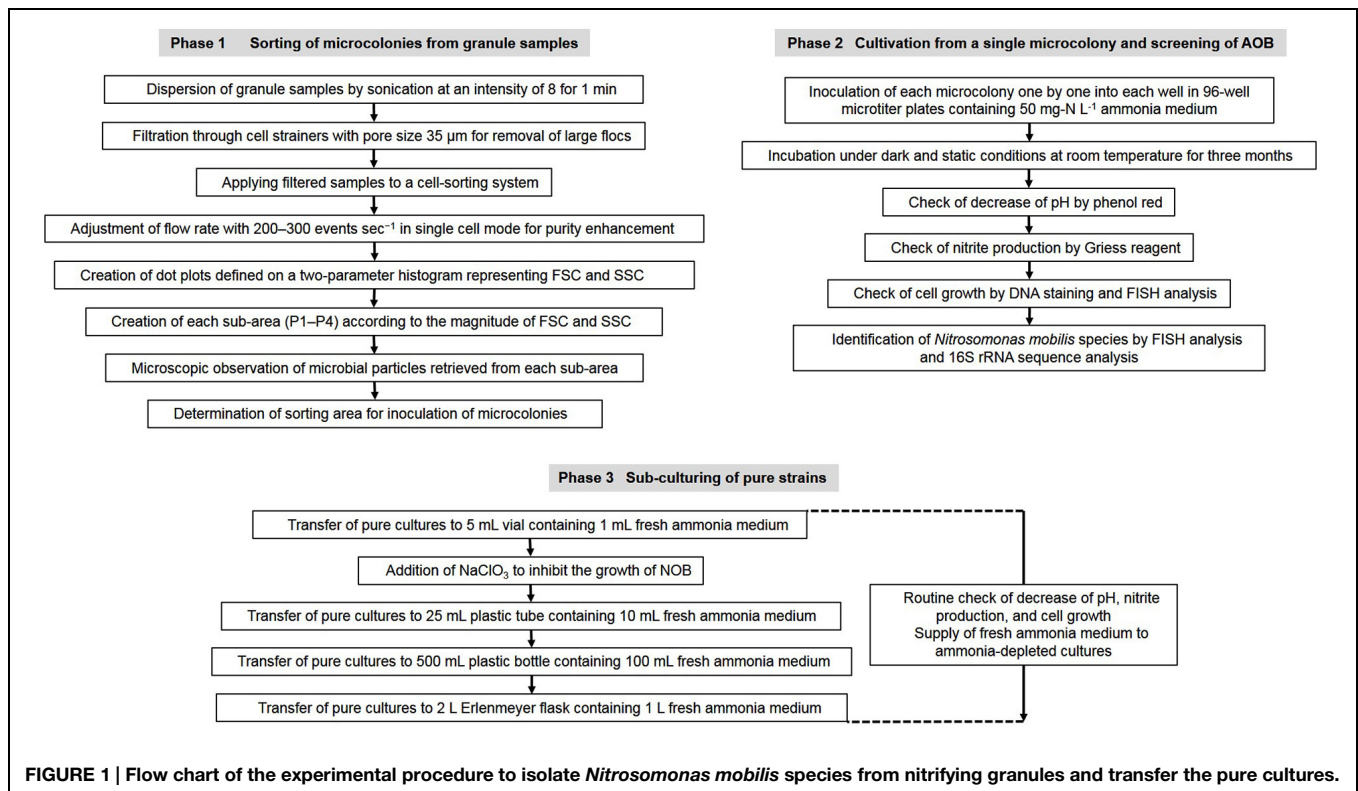 Phase 1 Sorting of microcolonies from granule samples
Dispersion of granule samples by sonication at an intensity of 8 for 1 min
Filtration through cell strainers with pore size 35 μm for removal of large flocs
Applying filtered samples to a cell-sorting system
Adjustment of flow rate with 200–300 events sec⁻¹ in single cell mode for purity enhancement
Creation of dot plots defined on a two-parameter histogram representing FSC and SSC
Creation of each sub-area (P1–P4) according to the magnitude of FSC and SSC
Microscopic observation of microbial particles retrieved from each sub-area
Determination of sorting area for inoculation of microcolonies
Phase 2 Cultivation from a single microcolony and screening of AOB
Inoculation of each microcolony one by one into each well in 96-well
microtiter plates containing 50 mg-N L⁻¹ ammonia medium
Incubation under dark and static conditions at room temperature for three months
Check of decrease of pH by phenol red
Check of nitrite production by Griess reagent
Check of cell growth by DNA staining and FISH analysis
Identification of Nitrosomonas mobilis species by FISH analysis
and 16S rRNA sequence analysis
Phase 3 Sub-culturing of pure strains
Transfer of pure cultures to 5 mL vial containing 1 mL fresh ammonia medium
Addition of NaClO₃ to inhibit the growth of NOB
Transfer of pure cultures to 25 mL plastic tube containing 10 mL fresh ammonia medium
Transfer of pure cultures to 500 mL plastic bottle containing 100 mL fresh ammonia medium
Transfer of pure cultures to 2 L Erlenmeyer flask containing 1 L fresh ammonia medium
Routine check of decrease of pH, nitrite
production, and cell growth
Supply of fresh ammonia medium to
ammonia-depleted cultures
FIGURE 1 | Flow chart of the experimental procedure to isolate Nitrosomonas mobilis species from nitrifying granules and transfer the pure cultures.